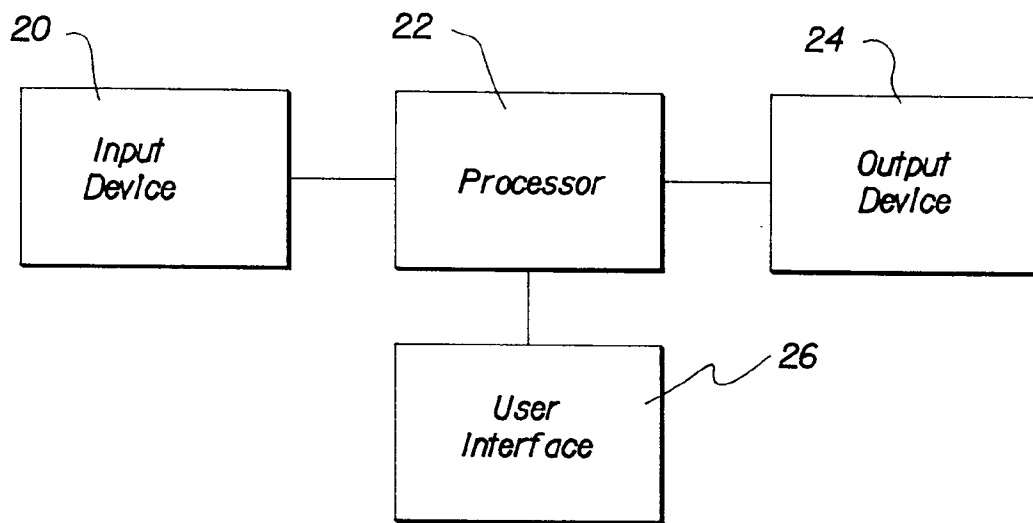 20
22
24
Input
Device
Processor
Output
Device
26
User
Interface